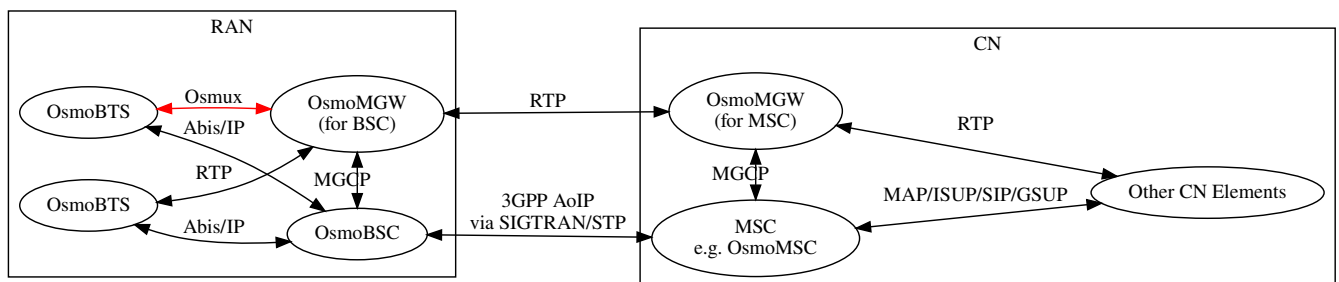 RAN
CN
OsmoBTS
Osmux
OsmoMGW
(for BSC)
RTP
OsmoMGW
(for MSC)
RTP
Abis/IP
RTP
MGCP
MGCP
OsmoBTS
Abis/IP
OsmoBSC
3GPP AoIP
via SIGTRAN/STP
MSC
e.g. OsmoMSC
MAP/ISUP/SIP/GSUP
Other CN Elements